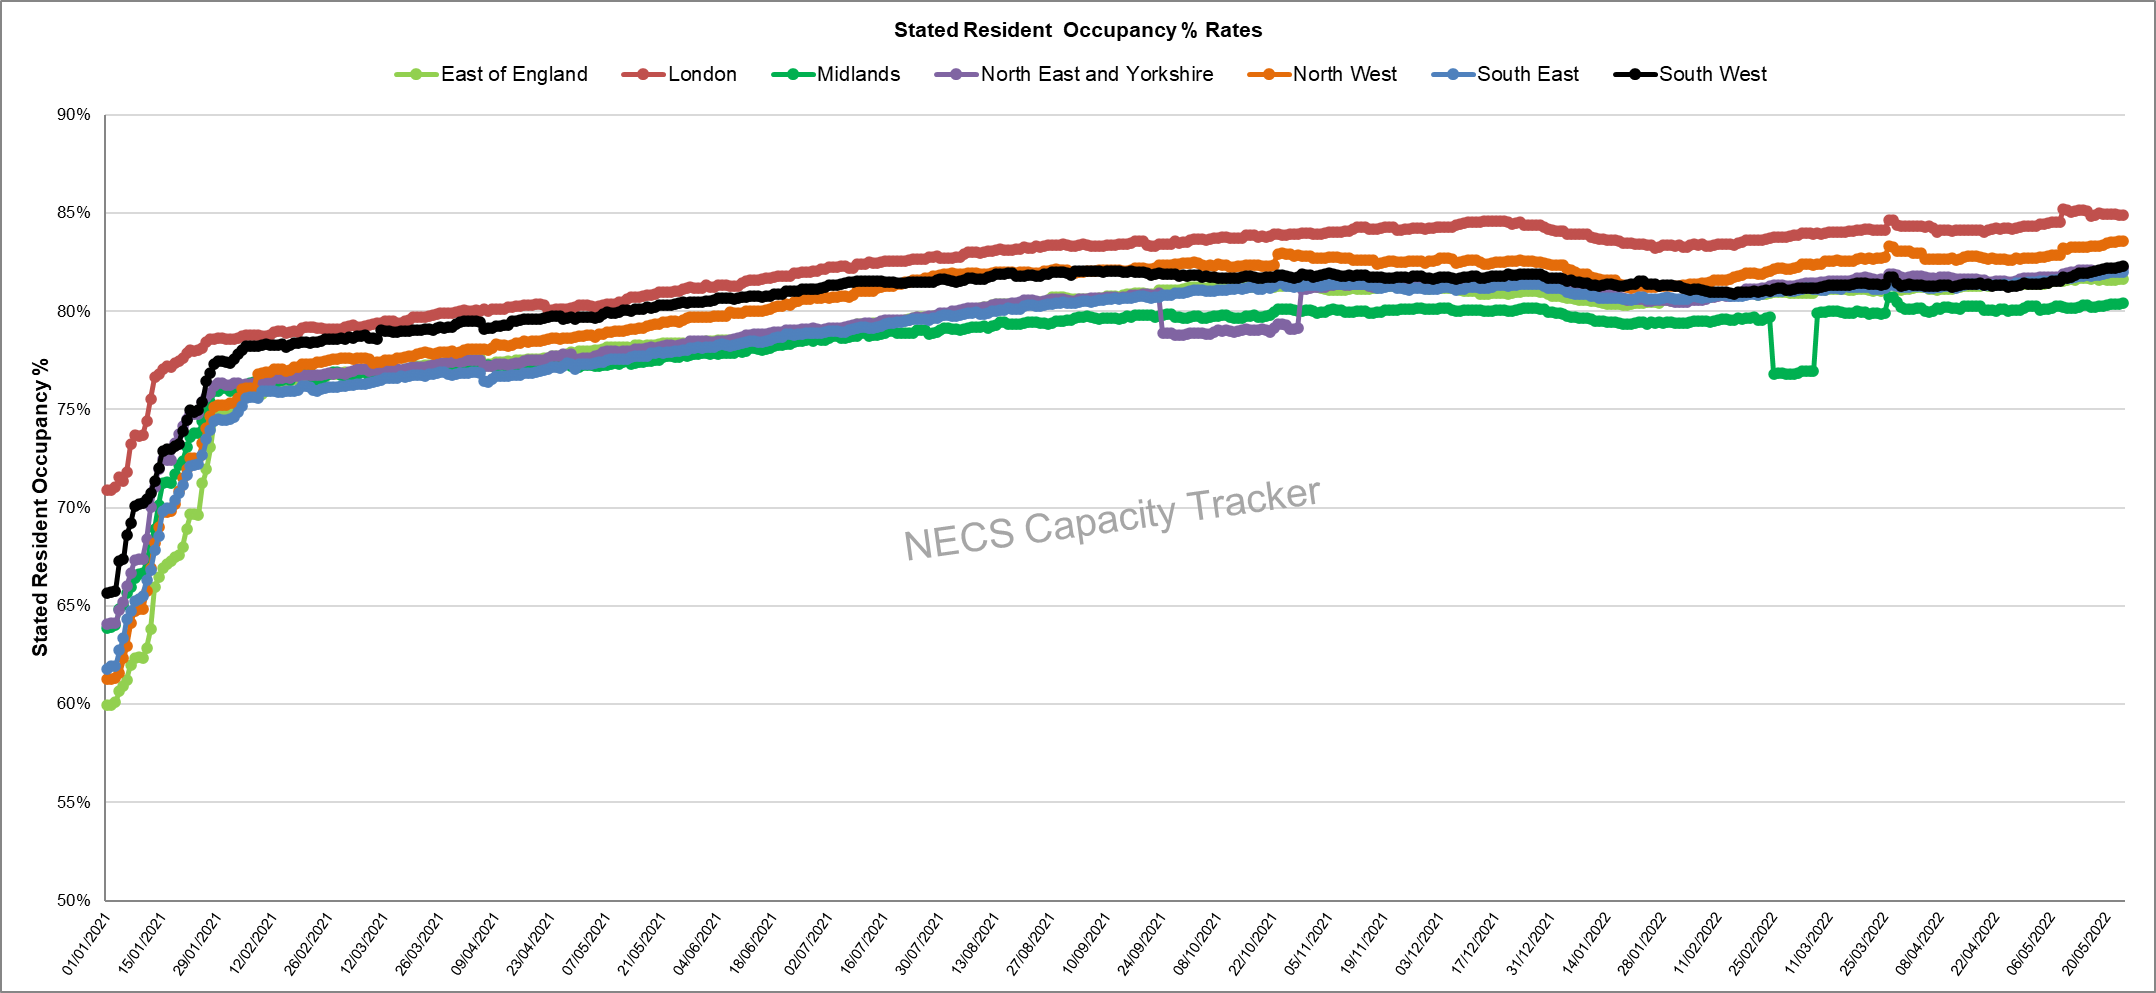 Stated Resident Occupancy % Rates
East of England London Midlands North East and Yorkshire North West South East South West
Stated Resident Occupancy %
90%
85%
80%
75%
70%
65%
60%
55%
50%
NECS Capacity Tracker
01/01/2021 15/01/2021 29/01/2021 12/02/2021 26/02/2021 12/03/2021 26/03/2021 09/04/2021 23/04/2021 07/05/2021 21/05/2021 04/06/2021 18/06/2021 02/07/2021 16/07/2021 30/07/2021 13/08/2021 27/08/2021 10/09/2021 24/09/2021 08/10/2021 22/10/2021 05/11/2021 19/11/2021 03/12/2021 17/12/2021 31/12/2021 14/01/2022 28/01/2022 11/02/2022 25/02/2022 11/03/2022 25/03/2022 08/04/2022 22/04/2022 06/05/2022 20/05/2022